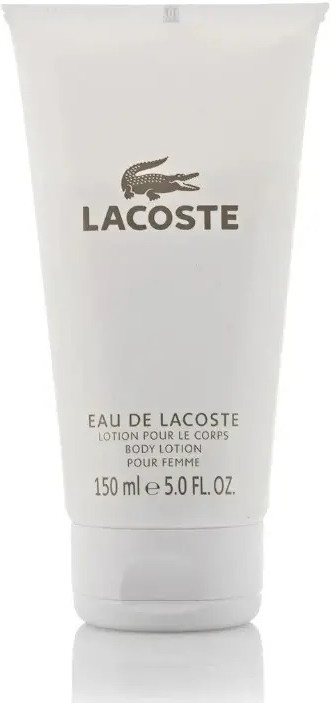 LACOSTE
EAU DE LACOSTE
LOTION POUR LE CORPS
BODY LOTION
POUR FEMME
150 ml e 5.0 FL. OZ.